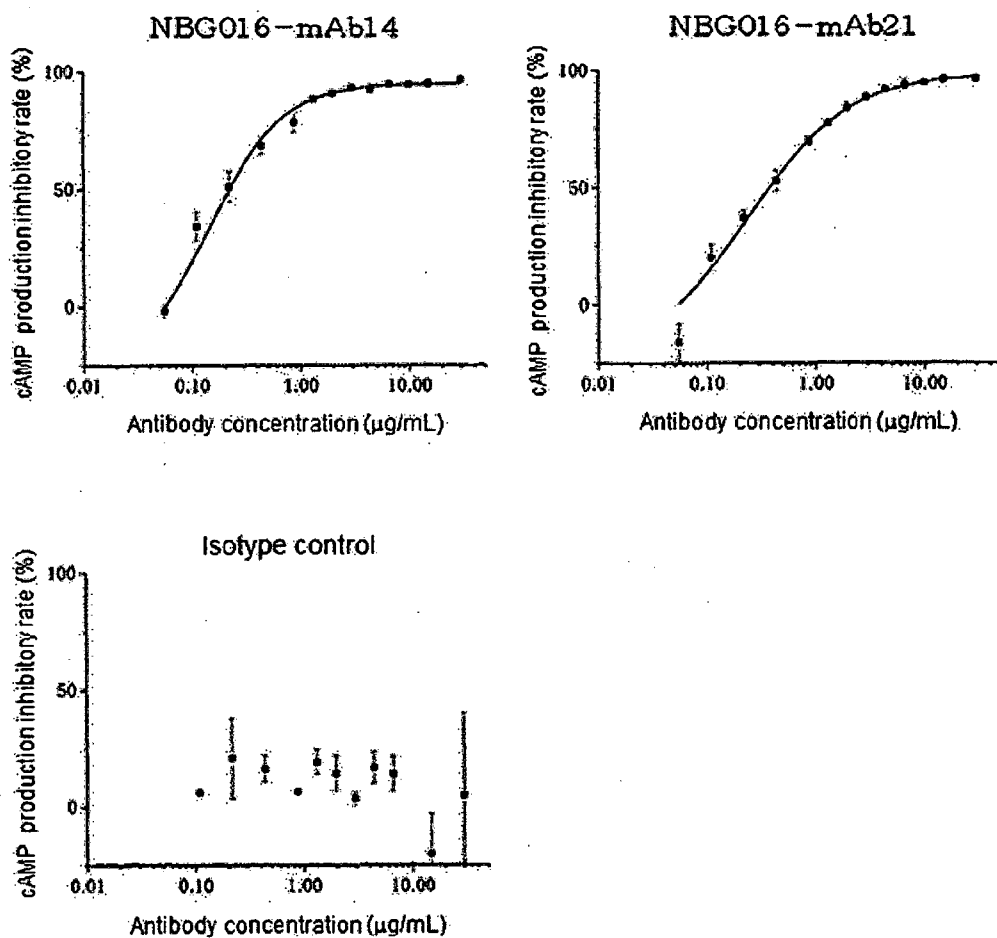 NBG016-mAb14
cAMP production inhibitory rate (%)
100
50
0
0.01
0.10
1.00
10.00
Antibody concentration (µg/mL)
NBG016-mAb21
cAMP production inhibitory rate (%)
100
50
0
0.01
0.10
1.00
10.00
Antibody concentration (µg/mL)
Isotype control
cAMP production inhibitory rate (%)
100
50
0
0.01
0.10
1.00
10.00
Antibody concentration (µg/mL)